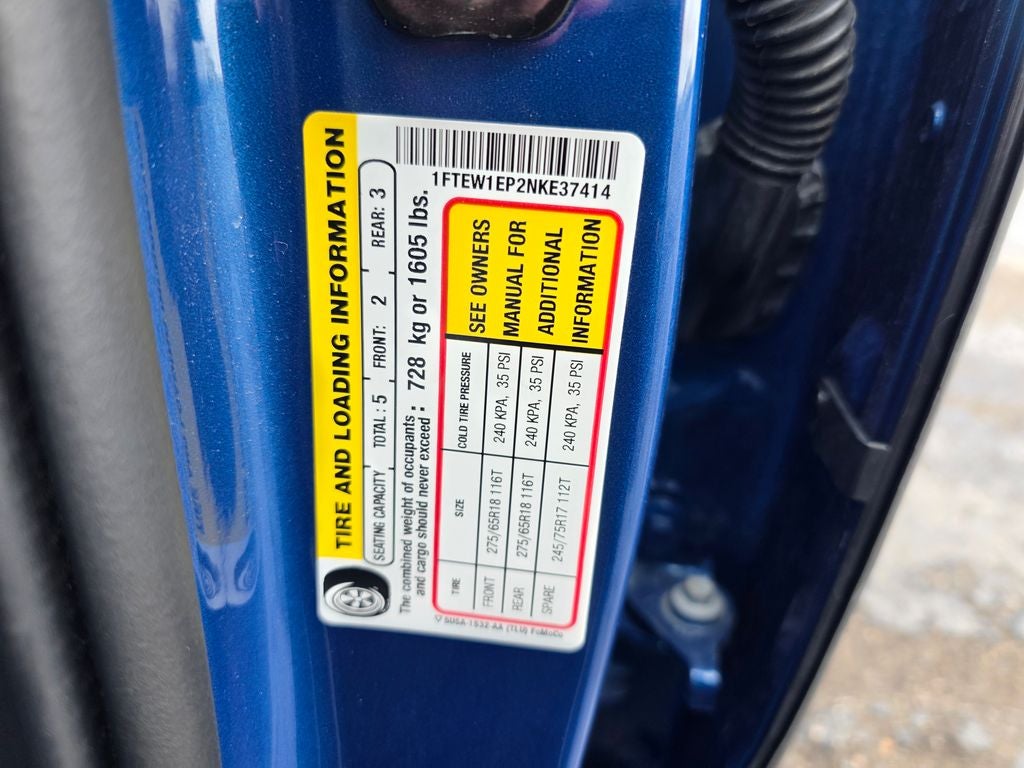 1FTEW1EP2NKE37414
TIRE AND LOADING INFORMATION
SEATING CAPACITY TOTAL : 5 FRONT: 2 REAR: 3
The combined weight of occupants and cargo should never exceed : 728 kg or 1605 lbs.
TIRE SIZE COLD TIRE PRESSURE
FRONT 275/65R18 116T 240 KPA, 35 PSI
REAR 275/65R18 116T 240 KPA, 35 PSI
SPARE 245/75R17 112T 240 KPA, 35 PSI
SEE OWNERS
MANUAL FOR
ADDITIONAL
INFORMATION
(TLU) FoMoCo